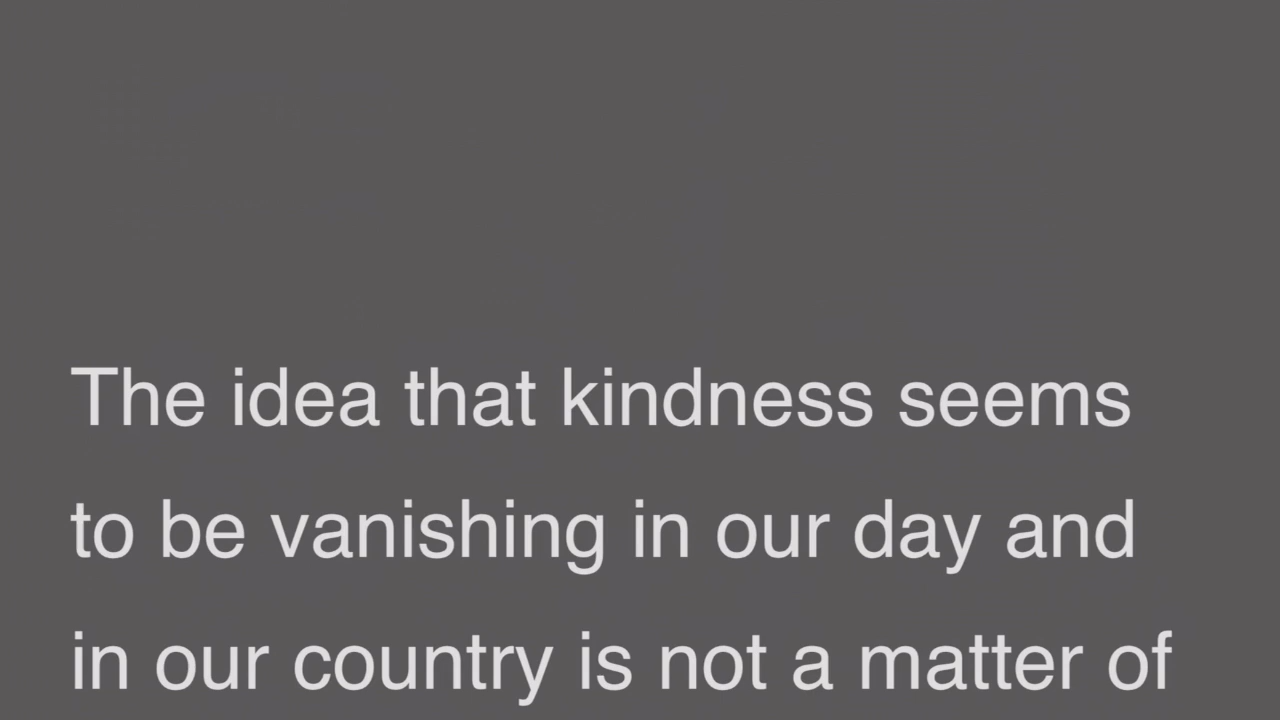 The idea that kindness seems
to be vanishing in our day and
in our country is not a matter of